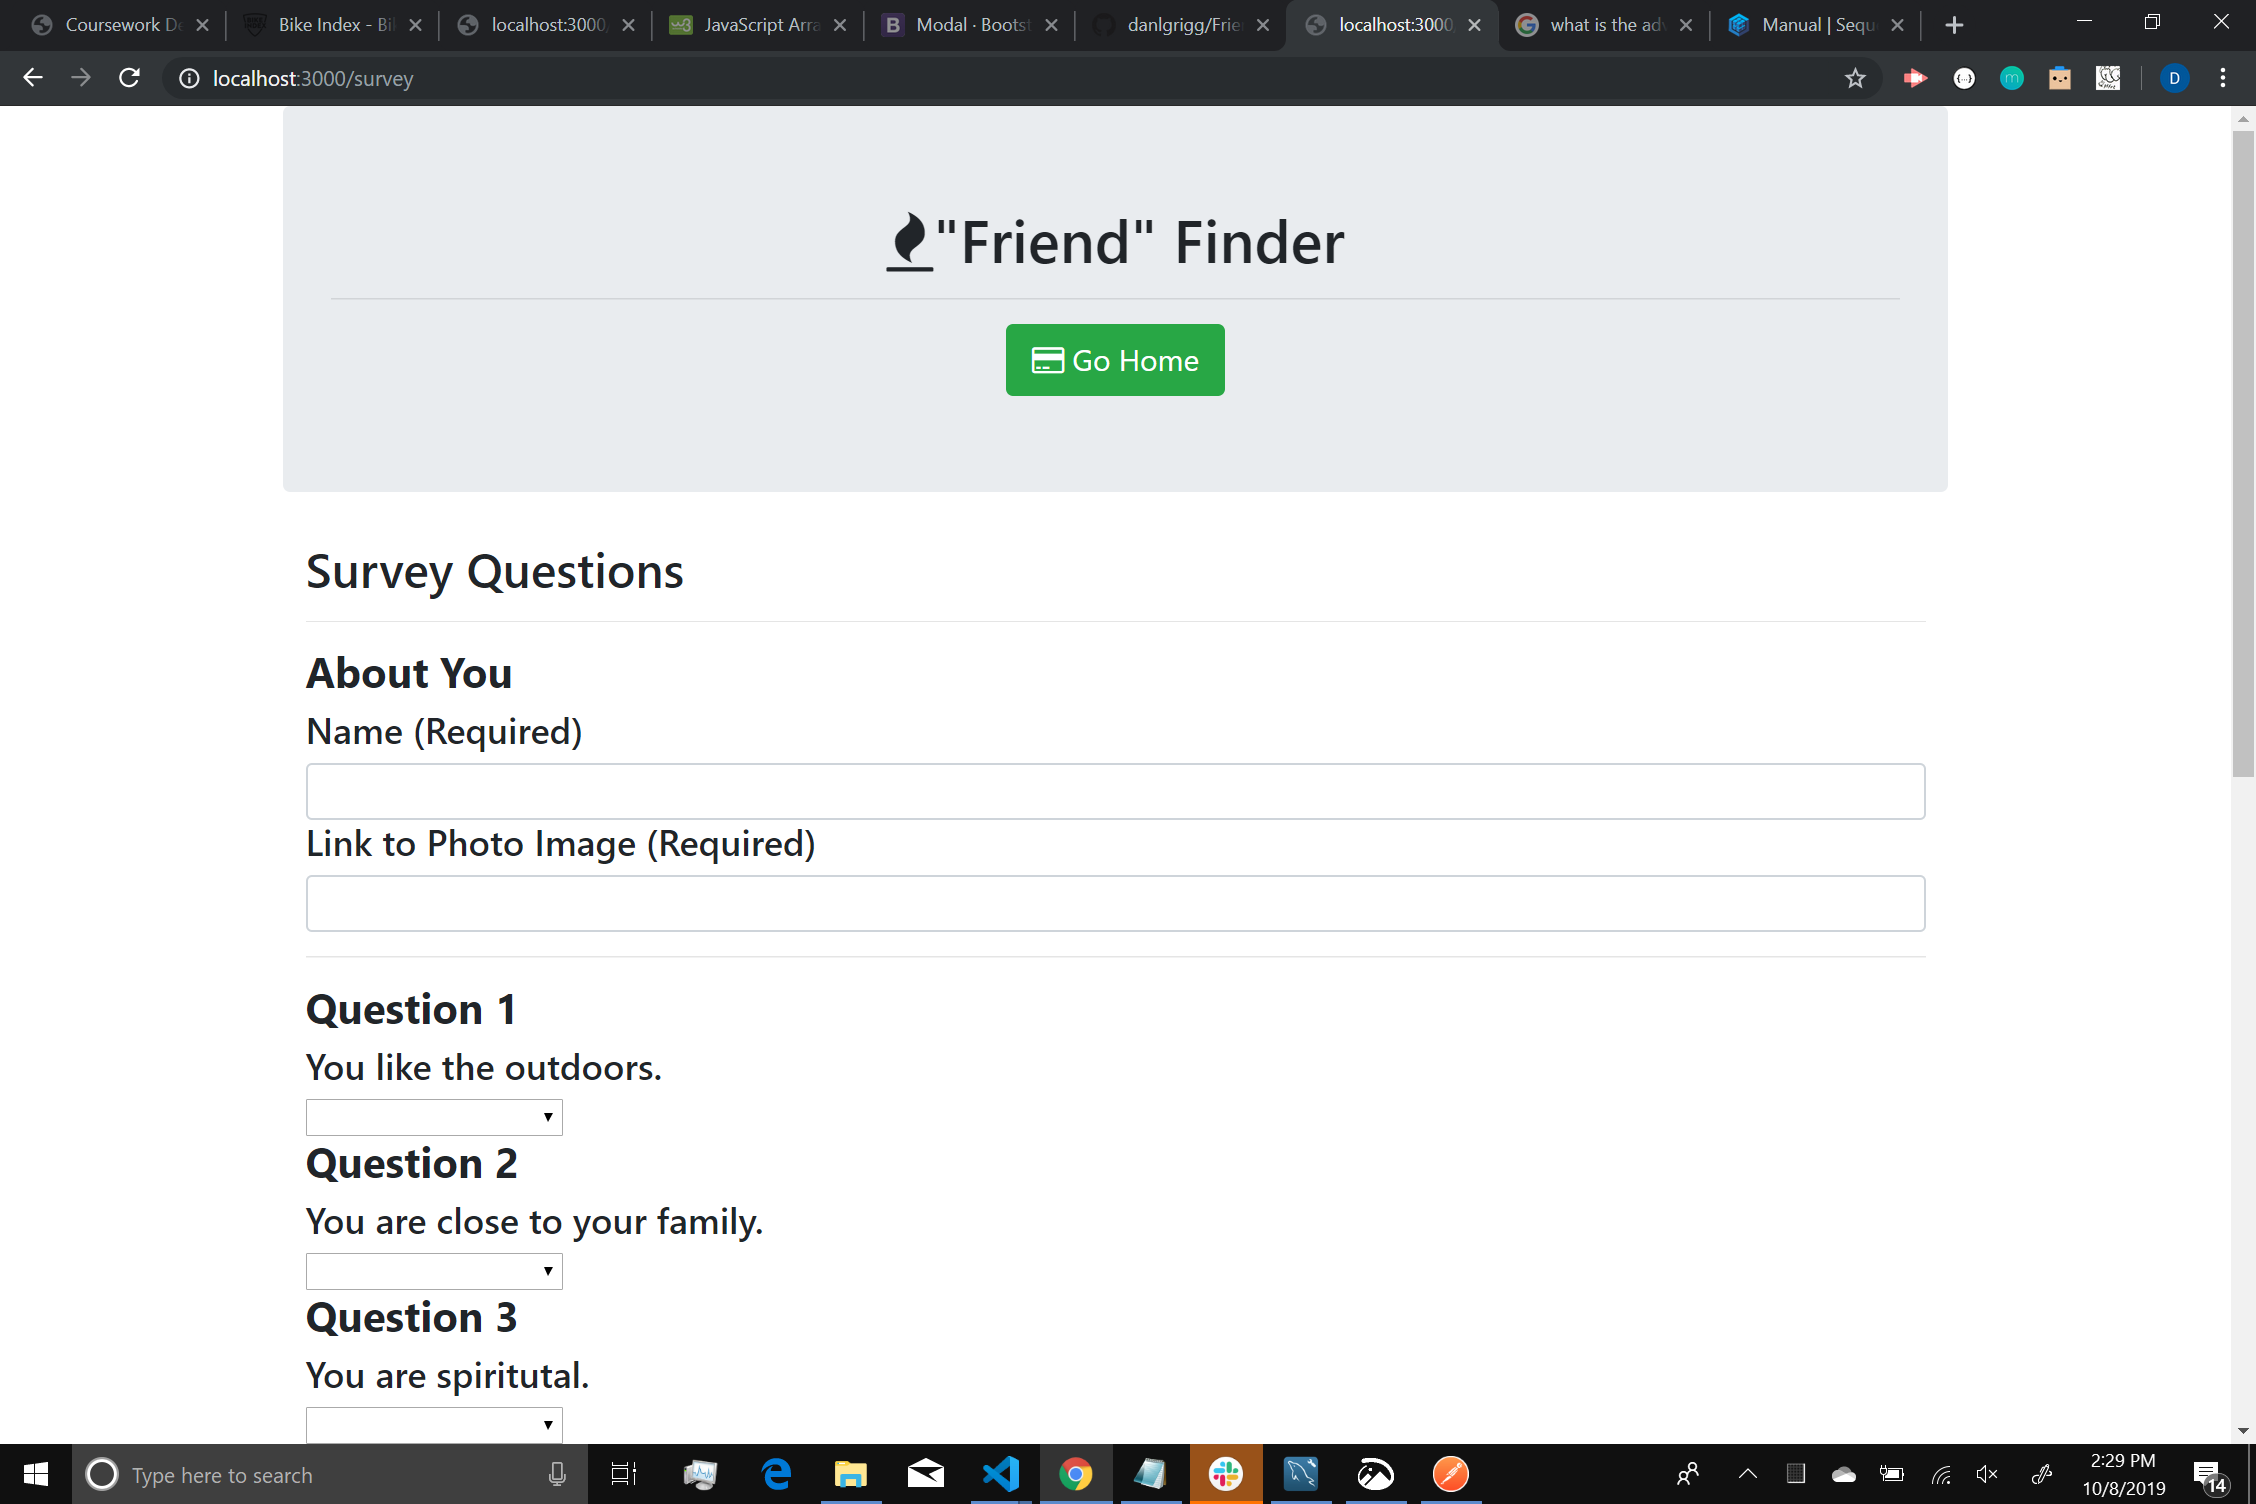 Coursework De
Bike Index - Bi
localhost:3000/
JavaScript Arra
Modal · Bootst
danlgrigg/Frie
localhost:3000/
what is the adv
Manual | Sequ
localhost:3000/survey
D
"Friend" Finder
Go Home
Survey Questions
About You
Name (Required)
Link to Photo Image (Required)
Question 1
You like the outdoors.
Question 2
You are close to your family.
Question 3
You are spiritutal.
Type here to search
2:29 PM
10/8/2019
14